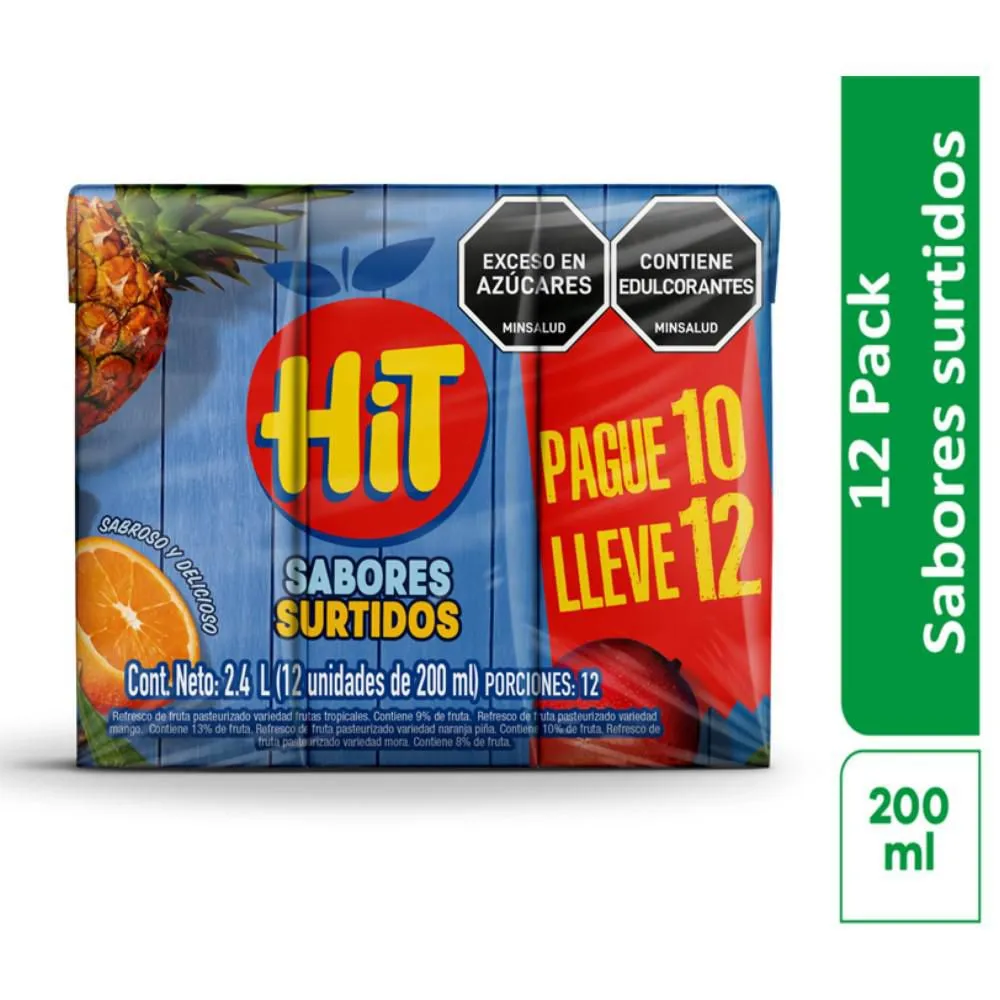 EXCESO EN
AZÚCARES
MINSALUD
CONTIENE
EDULCORANTES
MINSALUD
HiT
PAGUE 10
LLEVE 12
SABROSO Y DELICIOSO
SABORES
SURTIDOS
Cont. Neto: 2.4 L (12 unidades de 200 ml) PORCIONES: 12
Refresco de fruta pasteurizado variedad frutas tropicales. Contiene 9% de fruta. Refresco de fruta pasteurizado variedad
mango. Contiene 13% de fruta. Refresco de fruta pasteurizado variedad naranja piña. Contiene 10% de fruta. Refresco de
fruta pasteurizado variedad mora. Contiene 8% de fruta.
12 Pack
Sabores surtidos
200
ml